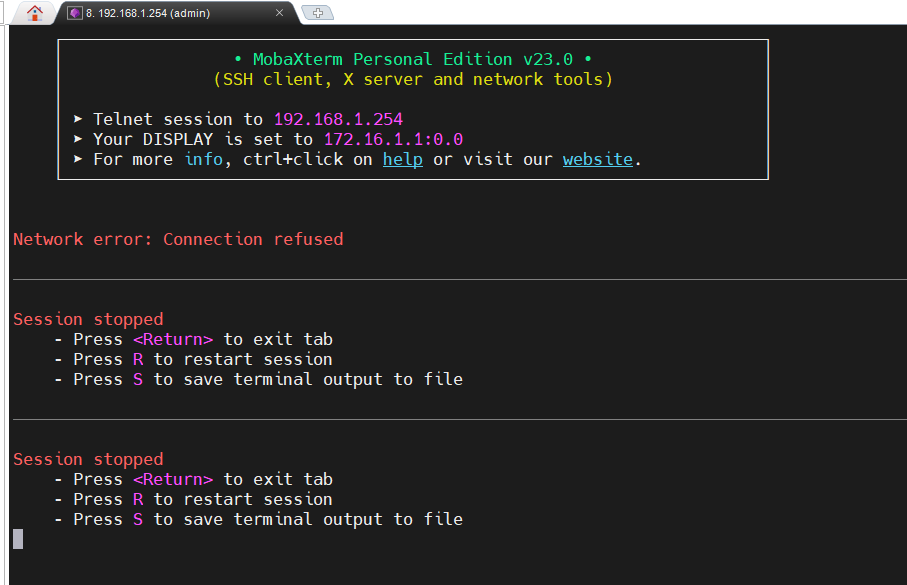 8. 192.168.1.254 (admin)
• MobaXterm Personal Edition v23.0 •
(SSH client, X server and network tools)
➤ Telnet session to 192.168.1.254
➤ Your DISPLAY is set to 172.16.1.1:0.0
➤ For more info, ctrl+click on help or visit our website.
Network error: Connection refused
Session stopped
- Press <Return> to exit tab
- Press R to restart session
- Press S to save terminal output to file
Session stopped
- Press <Return> to exit tab
- Press R to restart session
- Press S to save terminal output to file